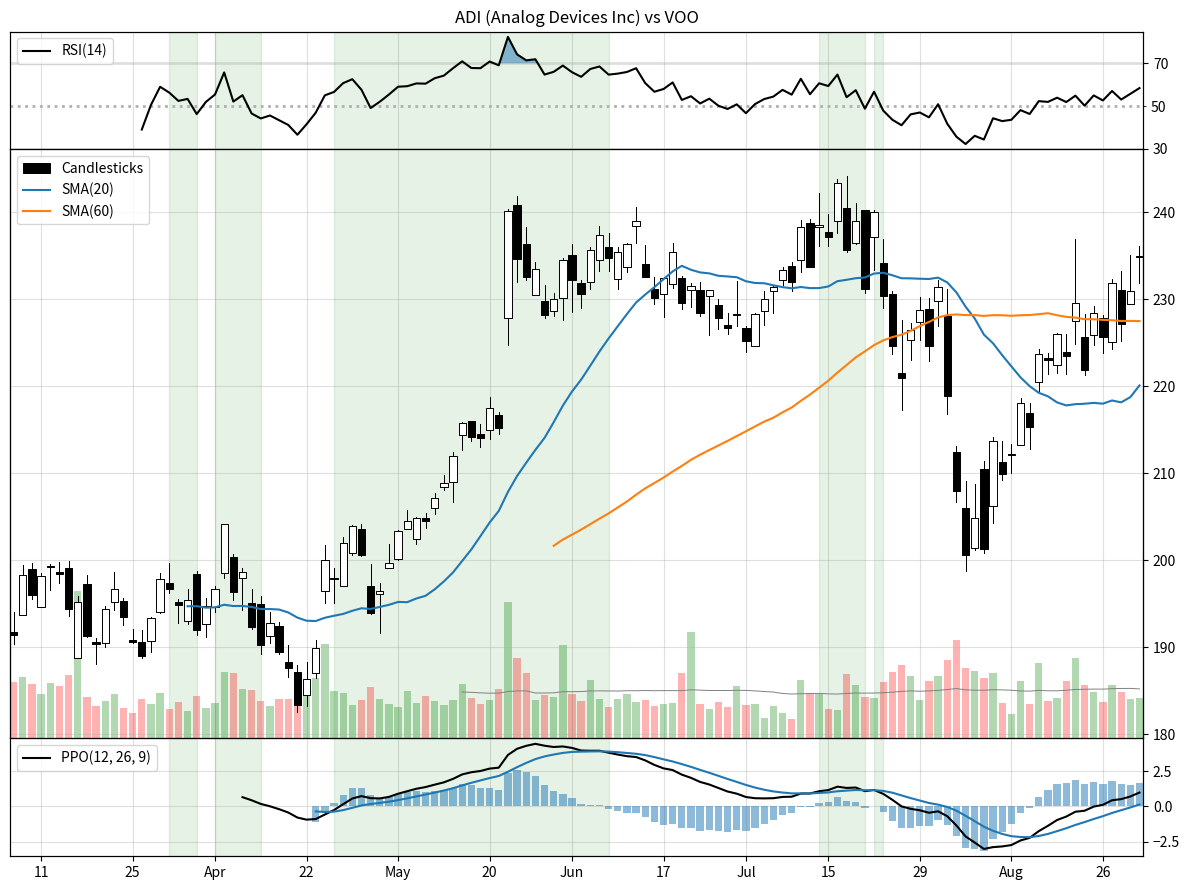 ADI (Analog Devices Inc) vs VOO
RSI(14)
70
50
30
Candlesticks
SMA(20)
SMA(60)
240
230
220
210
200
190
180
PPO(12, 26, 9)
2.5
0.0
−2.5
11 25 Apr 22 May 20 Jun 17 Jul 15 29 Aug 26